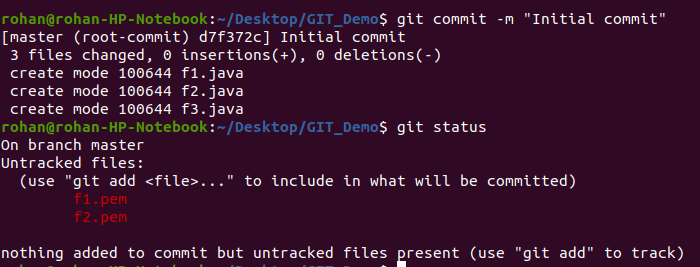 rohan@rohan-HP-Notebook:~/Desktop/GIT_Demo$ git commit -m "Initial commit"
[master (root-commit) d7f372c] Initial commit
 3 files changed, 0 insertions(+), 0 deletions(-)
 create mode 100644 f1.java
 create mode 100644 f2.java
 create mode 100644 f3.java
rohan@rohan-HP-Notebook:~/Desktop/GIT_Demo$ git status
On branch master
Untracked files:
  (use "git add <file>..." to include in what will be committed)
        f1.pem
        f2.pem

nothing added to commit but untracked files present (use "git add" to track)